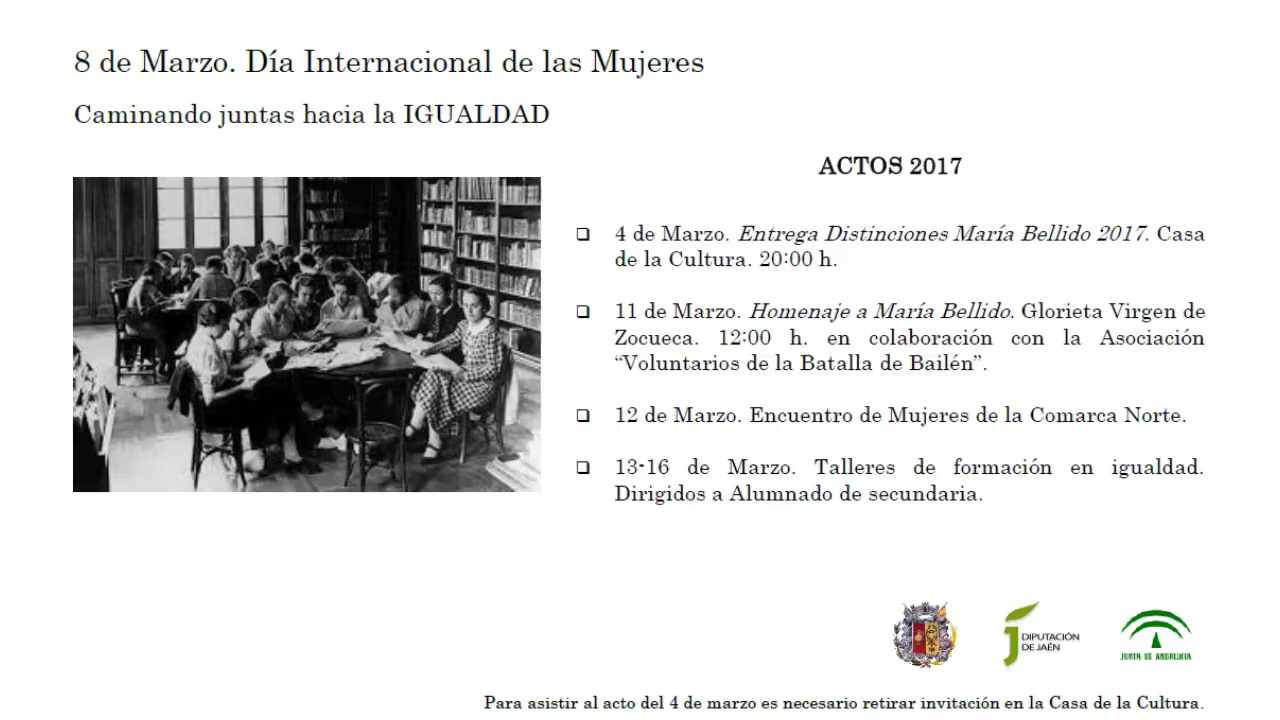 8 de Marzo. Día Internacional de las Mujeres
Caminando juntas hacia la IGUALDAD
ACTOS 2017
4 de Marzo. Entrega Distinciones María Bellido 2017. Casa
de la Cultura. 20:00 h.
11 de Marzo. Homenaje a María Bellido. Glorieta Virgen de
Zocueca. 12:00 h. en colaboración con la Asociación
“Voluntarios de la Batalla de Bailén”.
12 de Marzo. Encuentro de Mujeres de la Comarca Norte.
13-16 de Marzo. Talleres de formación en igualdad.
Dirigidos a Alumnado de secundaria.
DIPUTACIÓN
DE JAÉN
JUNTA DE ANDALUCIA
Para asistir al acto del 4 de marzo es necesario retirar invitación en la Casa de la Cultura.